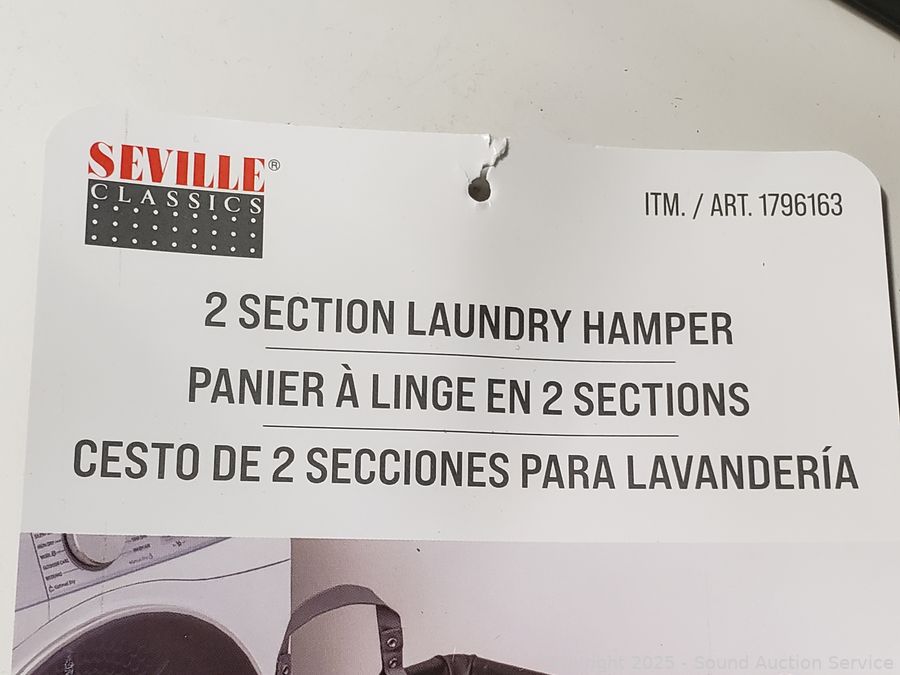 SEVILLE®
CLASSICS
ITM. / ART. 1796163
2 SECTION LAUNDRY HAMPER
PANIER À LINGE EN 2 SECTIONS
CESTO DE 2 SECCIONES PARA LAVANDERÍA
2025 - Sound Auction Service